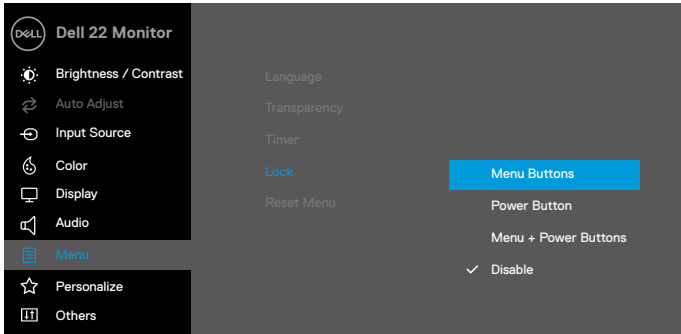 DELL
Dell 22 Monitor
Brightness / Contrast
Auto Adjust
Input Source
Color
Display
Audio
Menu
Personalize
Others
Language
Transparency
Timer
Lock
Reset Menu
Menu Buttons
Power Button
Menu + Power Buttons
Disable